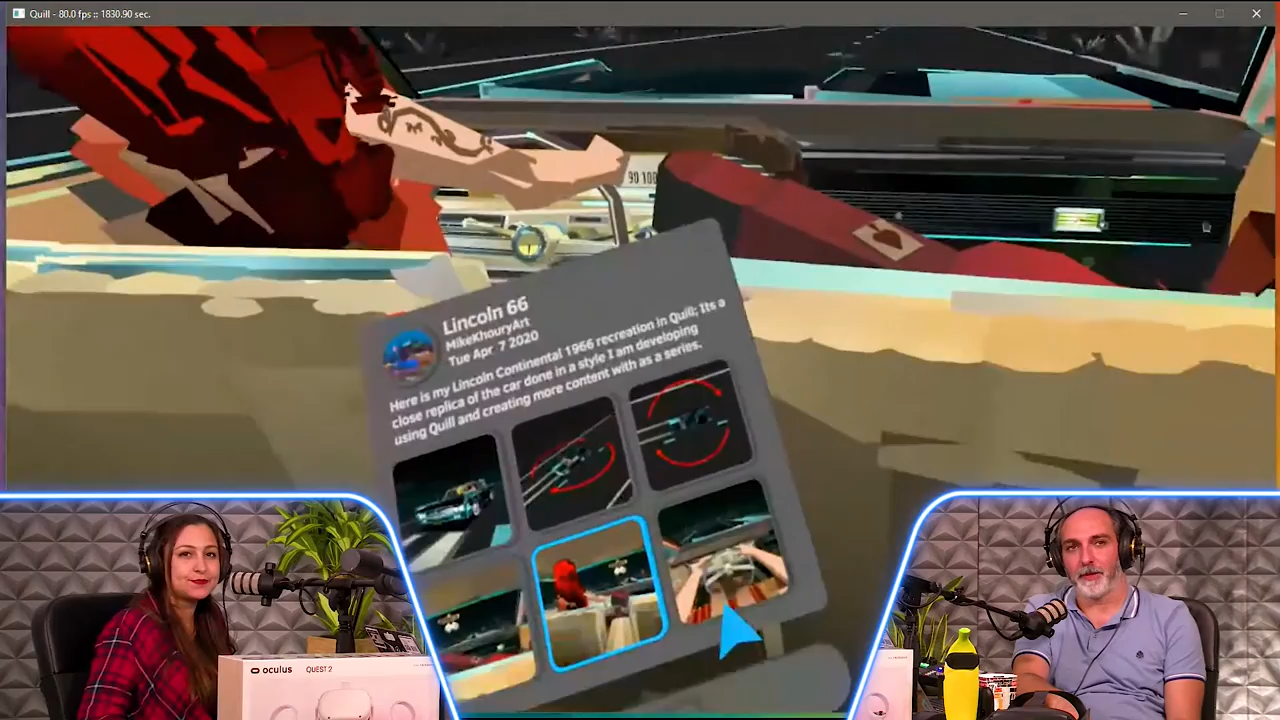 Quill - 80.0 fps :: 1830.90 sec.
90 100
Lincoln 66
MikeKhouryArt
Tue Apr 7 2020
Here is my Lincoln Continental 1966 recreation in Quill; Its a
close replica of the car done in a style I am developing
using Quill and creating more content with as a series.
oculus QUEST 2